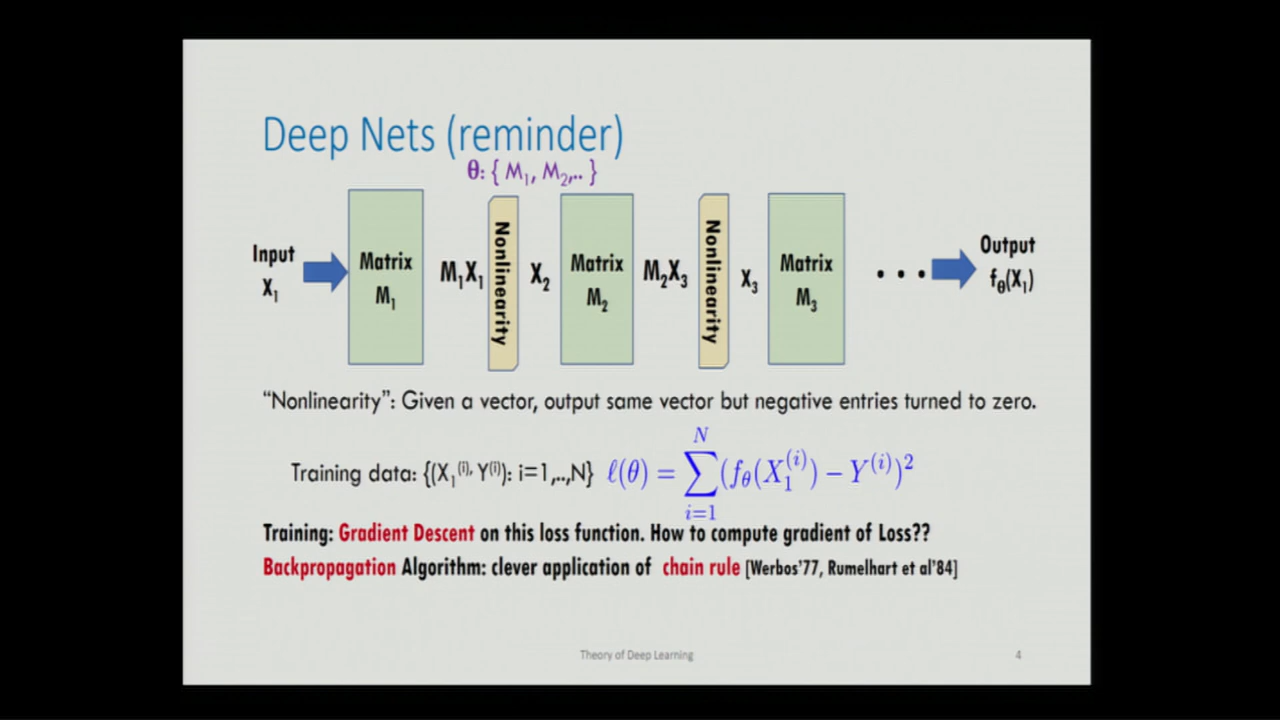 Deep Nets (reminder)
θ: { M₁, M₂,.. }
Input
X₁
Matrix
M₁
M₁X₁
Nonlinearity
X₂
Matrix
M₂
M₂X₃
Nonlinearity
X₃
Matrix
M₃
• • •
Output
f_θ(X₁)
“Nonlinearity”: Given a vector, output same vector but negative entries turned to zero.
Training data: {(X₁⁽ⁱ⁾, Y⁽ⁱ⁾): i=1,..,N} ℓ(θ) = ∑_{i=1}^{N} (f_θ(X₁⁽ⁱ⁾) − Y⁽ⁱ⁾)²
Training: Gradient Descent on this loss function. How to compute gradient of Loss??
Backpropagation Algorithm: clever application of chain rule [Werbos’77, Rumelhart et al’84]
Theory of Deep Learning
4